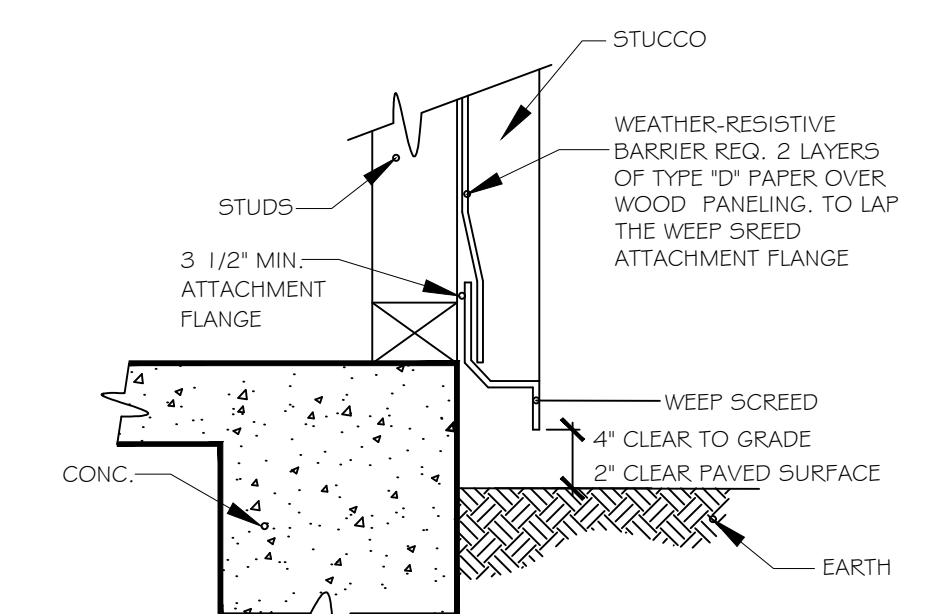 STUCCO
WEATHER-RESISTIVE
BARRIER REQ. 2 LAYERS
OF TYPE "D" PAPER OVER
WOOD PANELING. TO LAP
THE WEEP SREED
ATTACHMENT FLANGE
STUDS
3 1/2" MIN.
ATTACHMENT
FLANGE
WEEP SCREED
4" CLEAR TO GRADE
2" CLEAR PAVED SURFACE
CONC.
EARTH